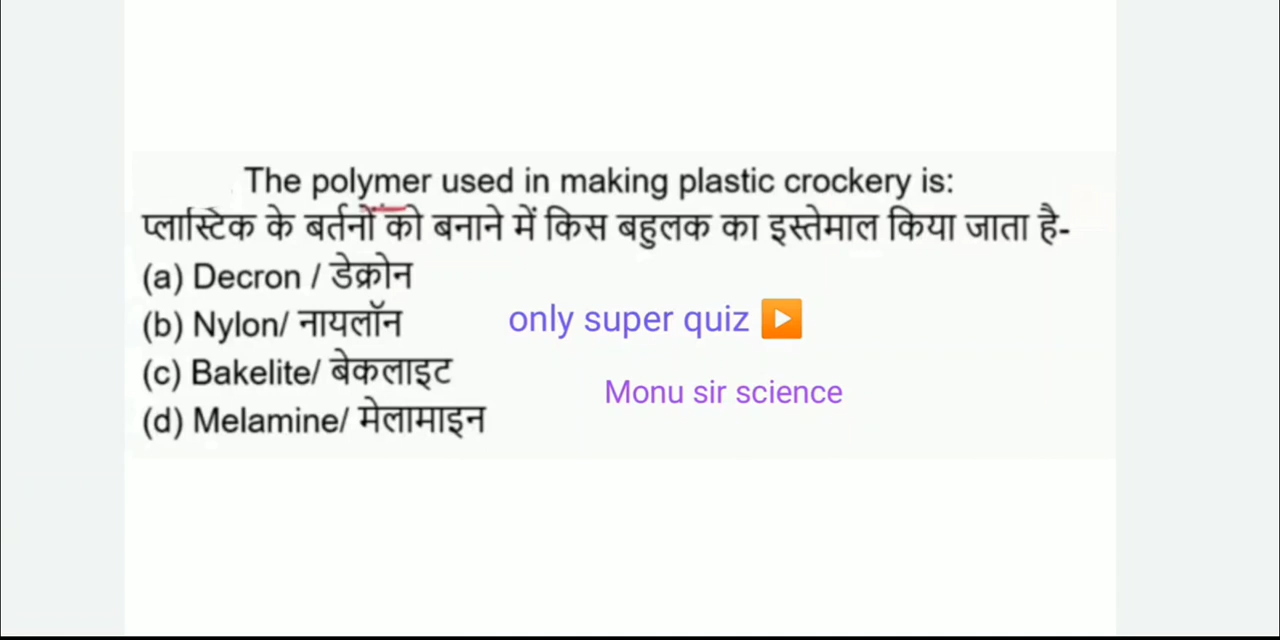 The polymer used in making plastic crockery is:
प्लास्टिक के बर्तनों को बनाने में किस बहुलक का इस्तेमाल किया जाता है-
(a) Decron / डेक्रोन
(b) Nylon/ नायलॉन
(c) Bakelite/ बेकलाइट
(d) Melamine/ मेलामाइन
only super quiz ▶️
Monu sir science